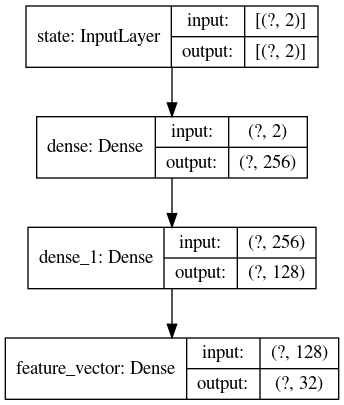 state: InputLayer
input: [(?, 2)]
output: [(?, 2)]
dense: Dense
input: (?, 2)
output: (?, 256)
dense_1: Dense
input: (?, 256)
output: (?, 128)
feature_vector: Dense
input: (?, 128)
output: (?, 32)